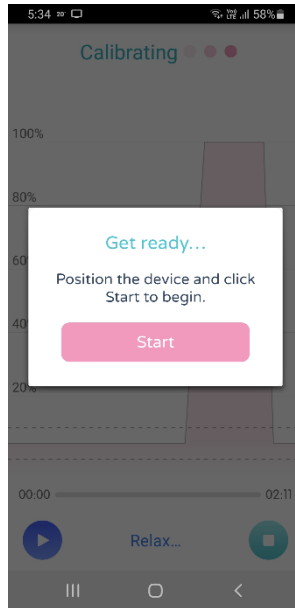 5:34 58%
Calibrating
100%
80%
Get ready...
60
Position the device and click
Start to begin.
40
Start
20%
00:00 02:11
Relax...